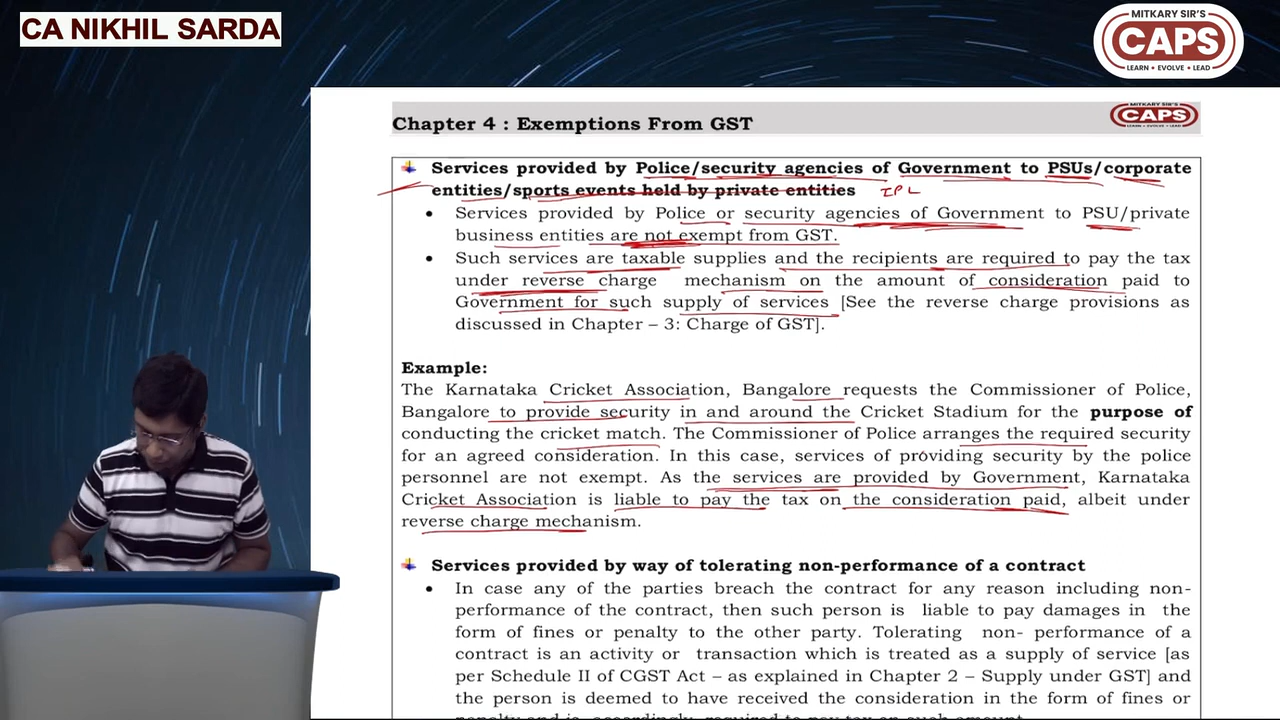 CA NIKHIL SARDA
MITKARY SIR'S
CAPS
LEARN • EVOLVE • LEAD
Chapter 4 : Exemptions From GST
MITKARY SIR'S
CAPS
LEARN • EVOLVE • LEAD
Services provided by Police/security agencies of Government to PSUs/corporate
entities/sports events held by private entities IPL
• Services provided by Police or security agencies of Government to PSU/private
business entities are not exempt from GST.
• Such services are taxable supplies and the recipients are required to pay the tax
under reverse charge mechanism on the amount of consideration paid to
Government for such supply of services [See the reverse charge provisions as
discussed in Chapter – 3: Charge of GST].
Example:
The Karnataka Cricket Association, Bangalore requests the Commissioner of Police,
Bangalore to provide security in and around the Cricket Stadium for the purpose of
conducting the cricket match. The Commissioner of Police arranges the required security
for an agreed consideration. In this case, services of providing security by the police
personnel are not exempt. As the services are provided by Government, Karnataka
Cricket Association is liable to pay the tax on the consideration paid, albeit under
reverse charge mechanism.
Services provided by way of tolerating non-performance of a contract
• In case any of the parties breach the contract for any reason including non-
performance of the contract, then such person is liable to pay damages in the
form of fines or penalty to the other party. Tolerating non- performance of a
contract is an activity or transaction which is treated as a supply of service [as
per Schedule II of CGST Act – as explained in Chapter 2 – Supply under GST] and
the person is deemed to have received the consideration in the form of fines or